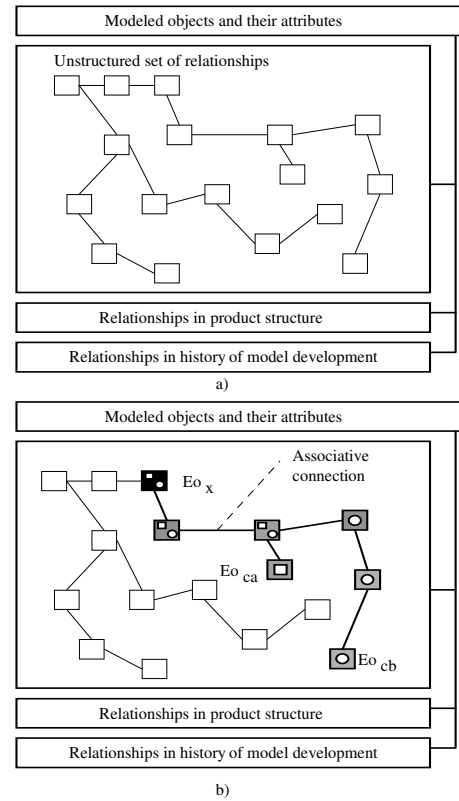 Modeled objects and their attributes
Unstructured set of relationships
Relationships in product structure
Relationships in history of model development
a)
Modeled objects and their attributes
Associative
connection
Eo x
Eo ca
Eo cb
Relationships in product structure
Relationships in history of model development
b)